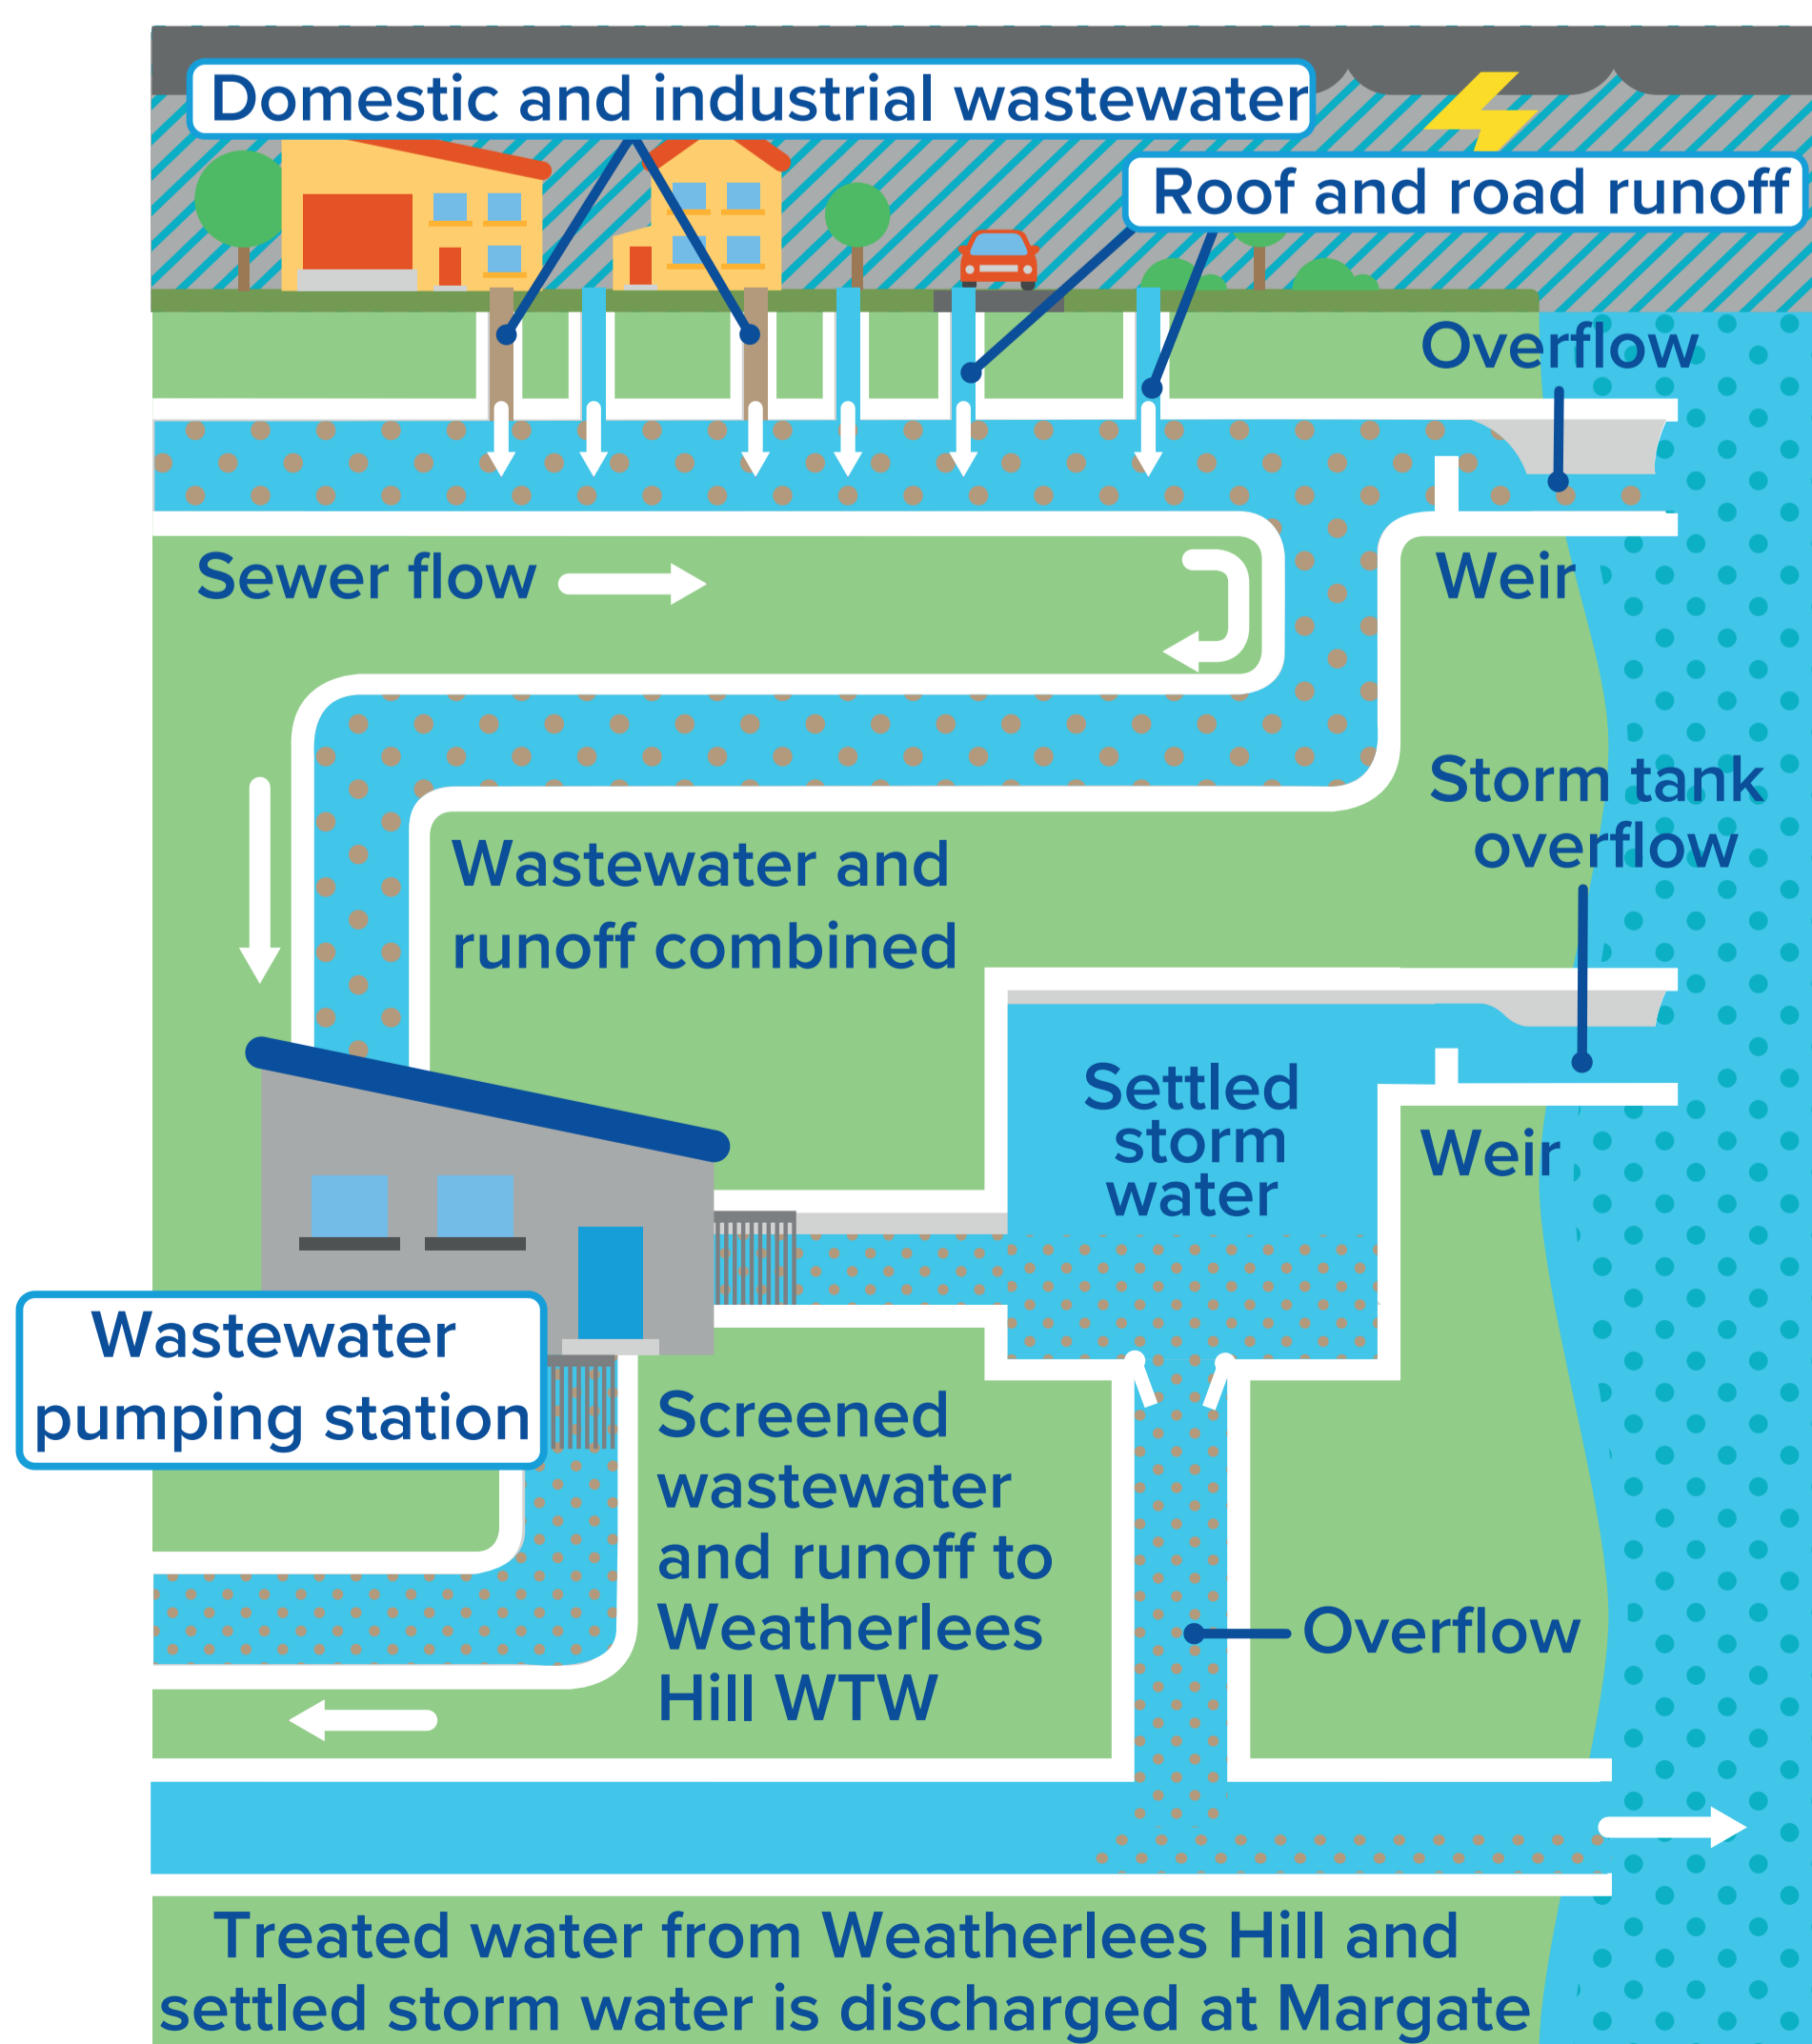 Domestic and industrial wastewater
Roof and road runoff
Overflow
Sewer flow
Weir
Storm tank
overflow
Wastewater and
runoff combined
Settled
storm
water
Weir
Wastewater
pumping station
Screened
wastewater
and runoff to
Weatherlees
Hill WTW
Overflow
Treated water from Weatherlees Hill and
settled storm water is discharged at Margate